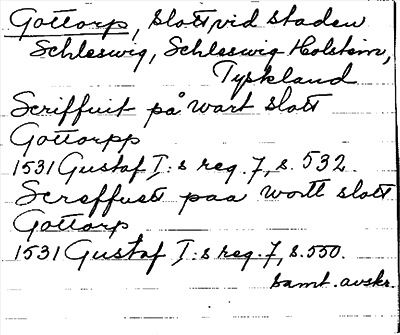 Gottorp, slott vid staden
Schleswig, Schleswig Holstein,
Tyskland
Scriffuit på wart slott
Gottorpp
1531 Gustaf I:s reg. 7, s. 532
Screffuett paa wortt slott
Gottorp
1531 Gustaf I:s reg. 7, s. 550.
samt. avskr.